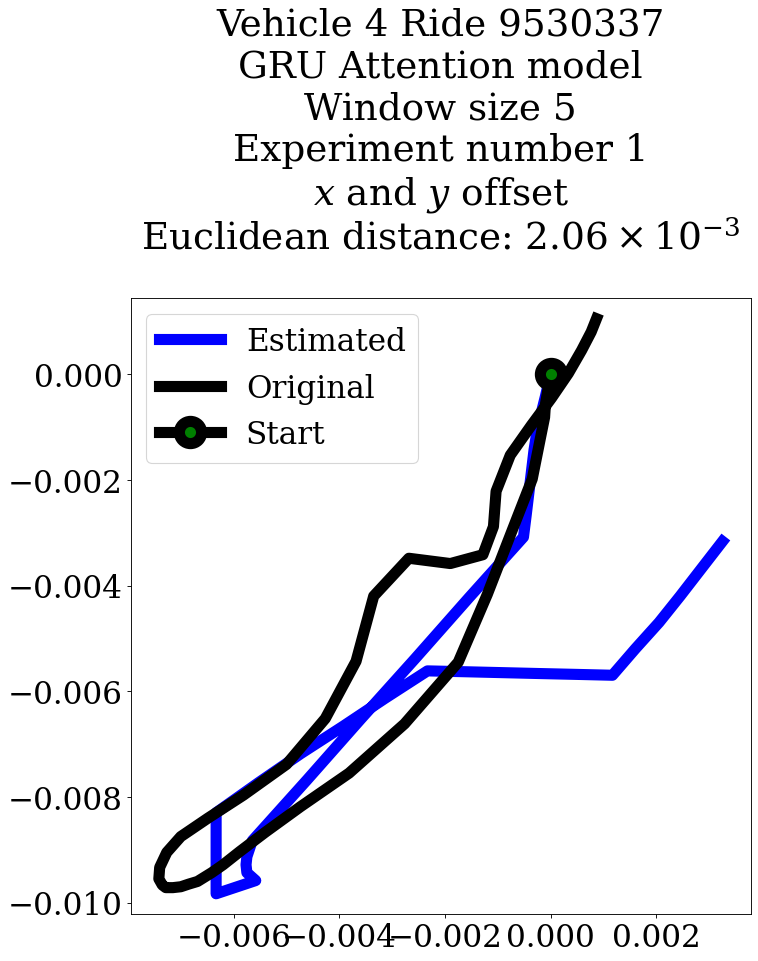 Vehicle 4 Ride 9530337
GRU Attention model
Window size 5
Experiment number 1
x and y offset
Euclidean distance: 2.06 × 10⁻³
Estimated
Original
Start
0.000
−0.002
−0.004
−0.006
−0.008
−0.010
−0.006 −0.004 −0.002 0.000 0.002